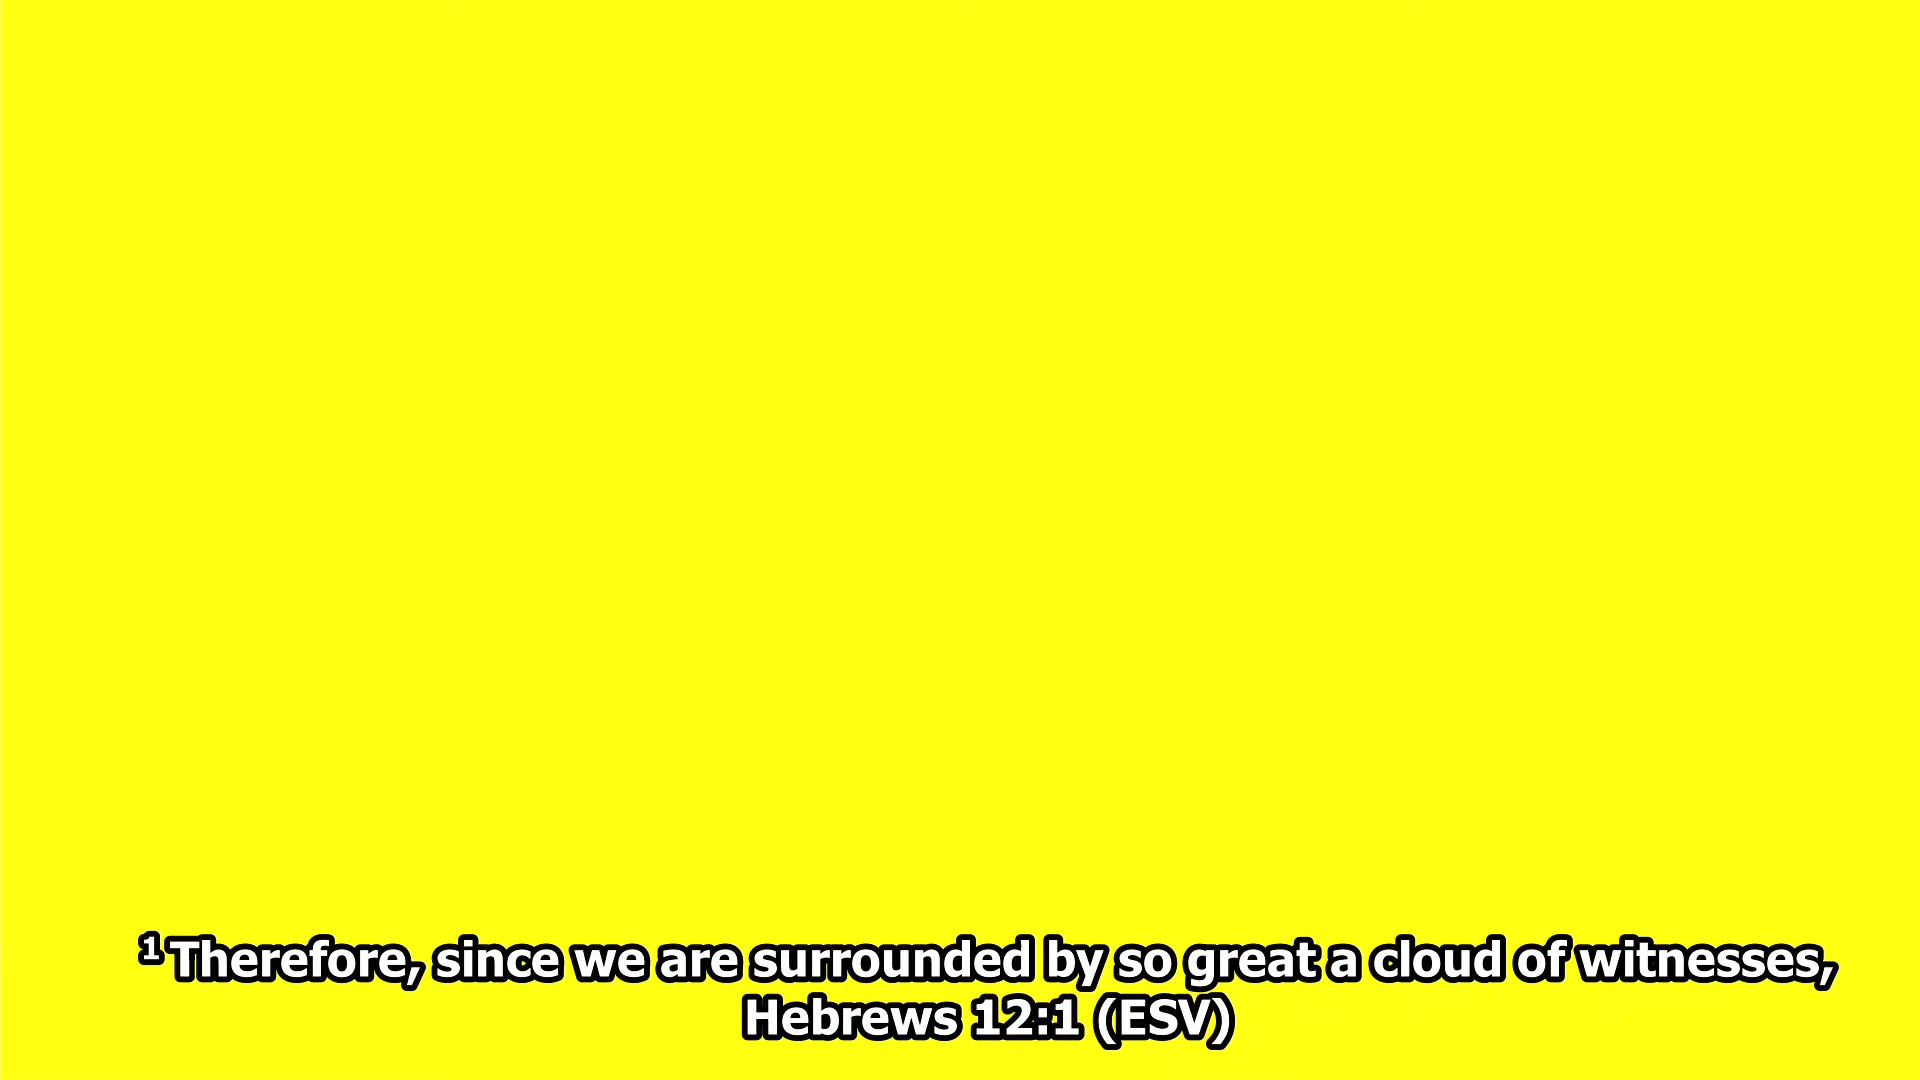 ¹ Therefore, since we are surrounded by so great a cloud of witnesses,
Hebrews 12:1 (ESV)